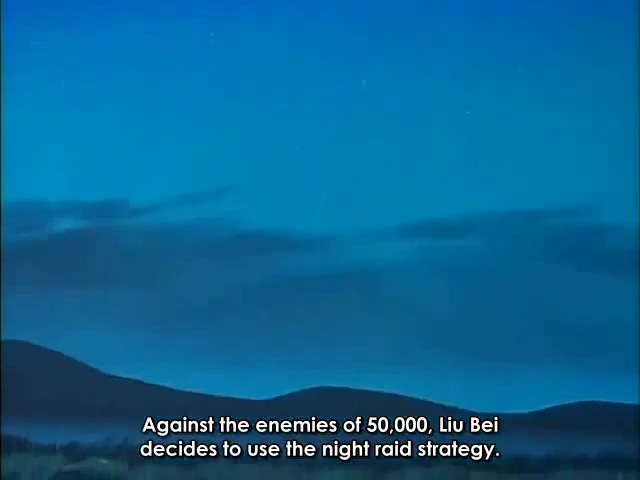 Against the enemies of 50,000, Liu Bei
decides to use the night raid strategy.